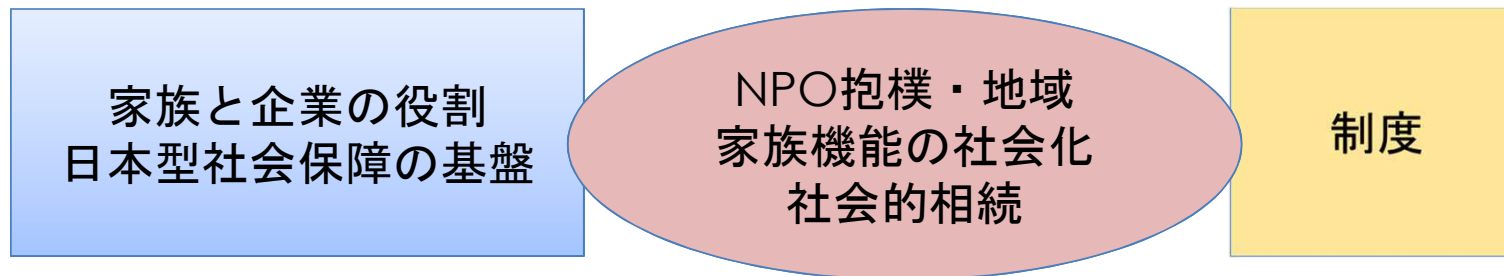 家族と企業の役割
日本型社会保障の基盤
NPO抱樸・地域
家族機能の社会化
社会的相続
制度